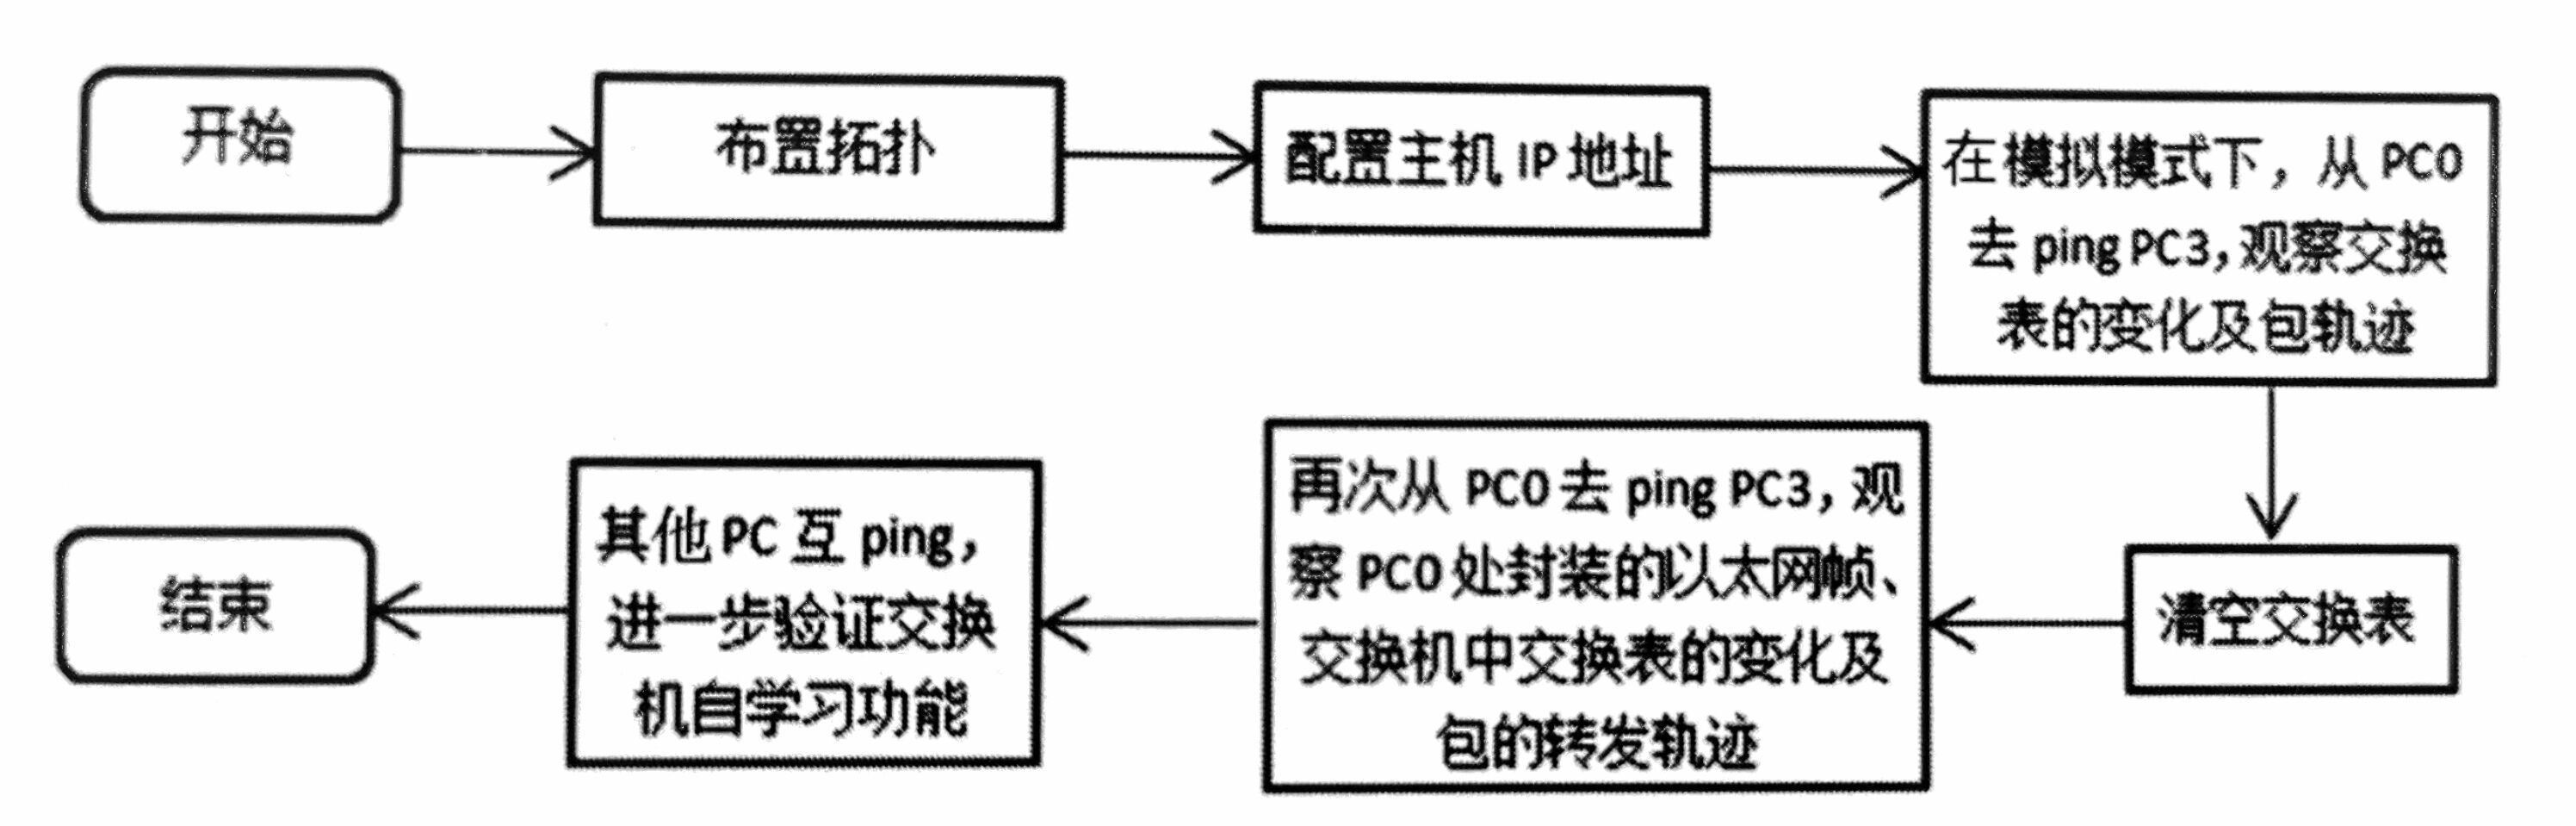 开始
布置拓扑
配置主机 IP 地址
在模拟模式下，从 PC0
去 ping PC3，观察交换
表的变化及包轨迹
清空交换表
再次从 PC0 去 ping PC3，观
察 PC0 处封装的以太网帧、
交换机中交换表的变化及
包的转发轨迹
其他 PC 互 ping，
进一步验证交换
机自学习功能
结束